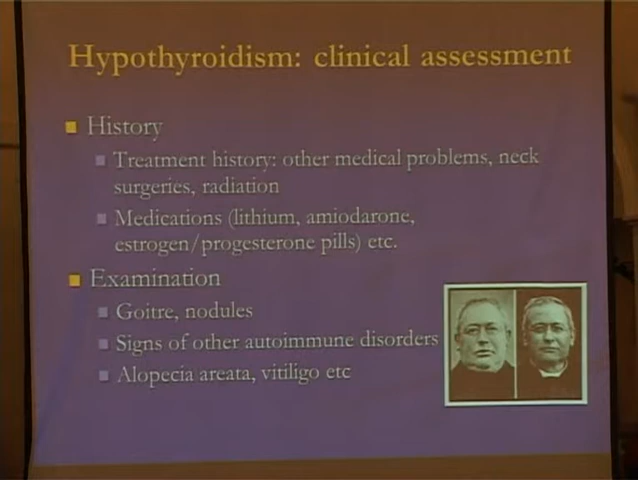 Hypothyroidism: clinical assessment
History
Treatment history: other medical problems, neck
surgeries, radiation
Medications (lithium, amiodarone,
estrogen/progesterone pills) etc.
Examination
Goitre, nodules
Signs of other autoimmune disorders
Alopecia areata, vitiligo etc